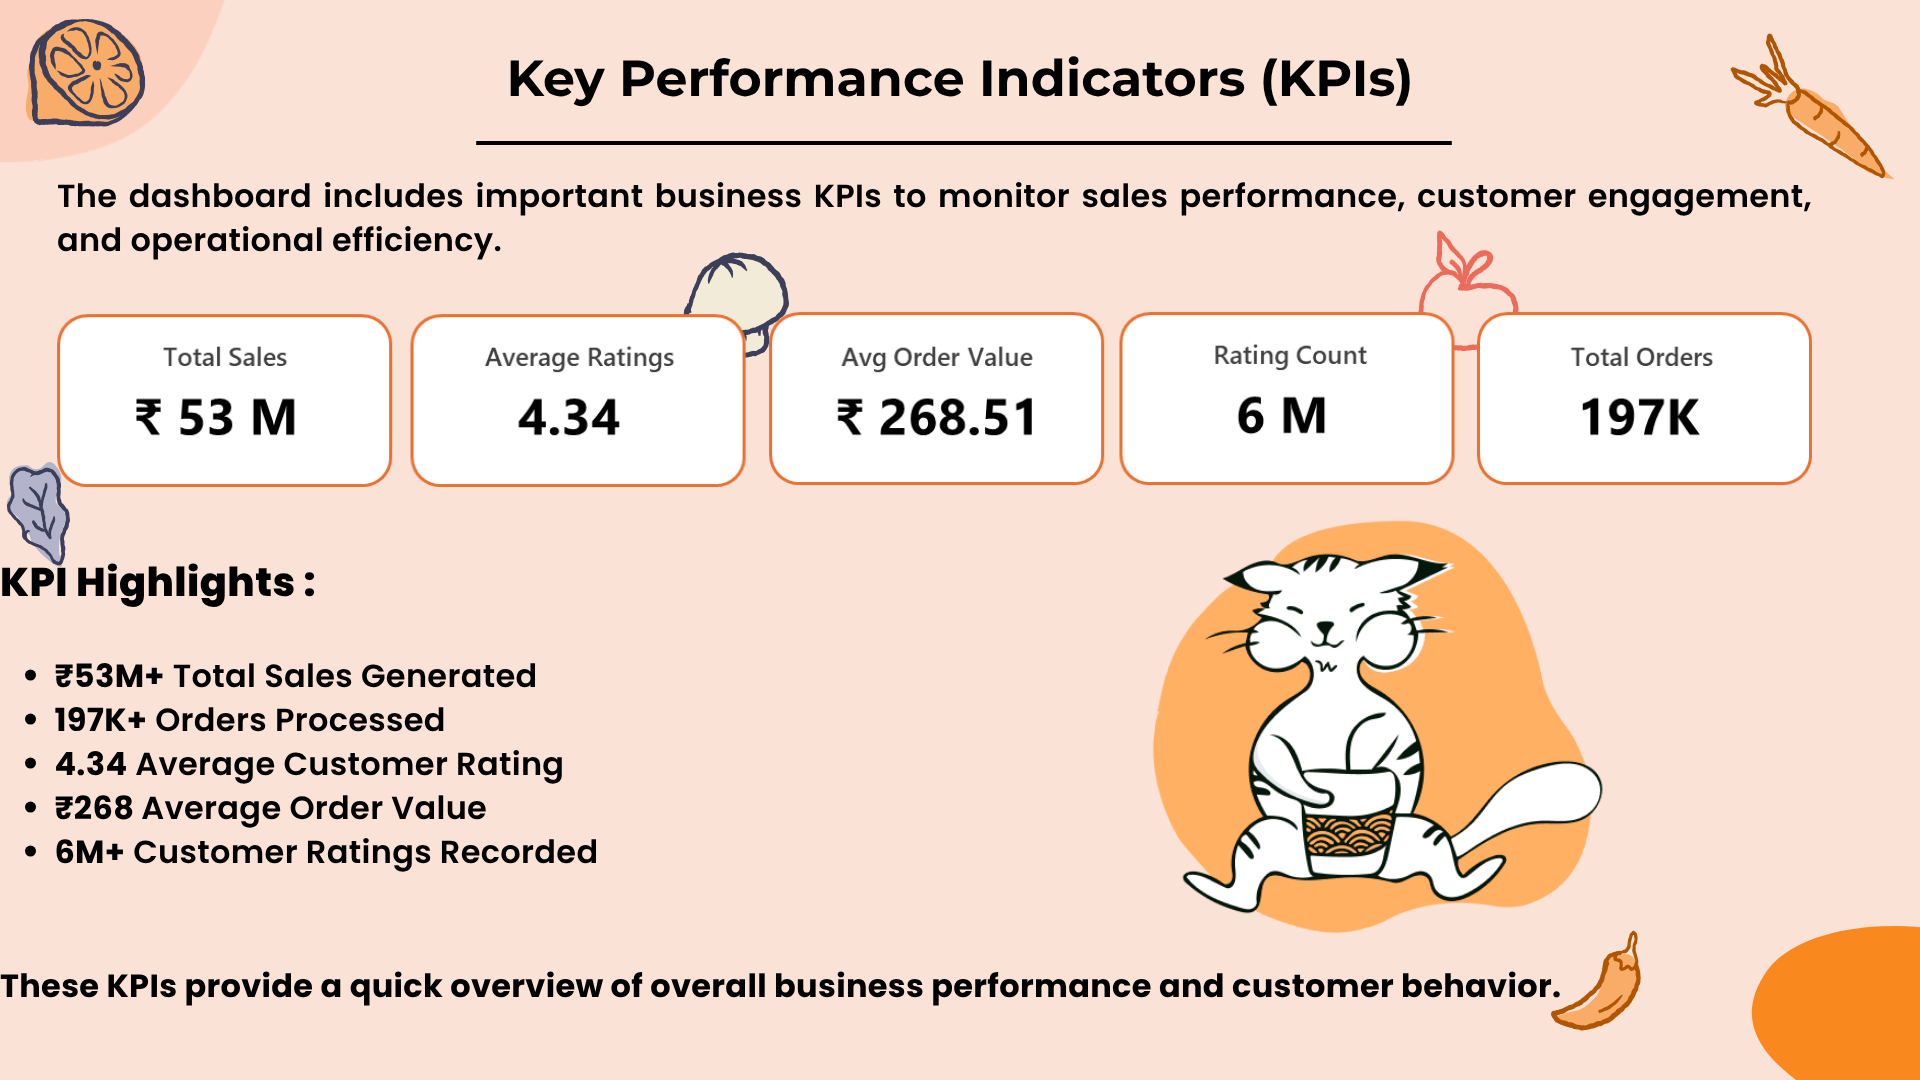 Key Performance Indicators (KPIs)
The dashboard includes important business KPIs to monitor sales performance, customer engagement,
and operational efficiency.
Total Sales
₹ 53 M
Average Ratings
4.34
Avg Order Value
₹ 268.51
Rating Count
6 M
Total Orders
197K
KPI Highlights :
• ₹53M+ Total Sales Generated
• 197K+ Orders Processed
• 4.34 Average Customer Rating
• ₹268 Average Order Value
• 6M+ Customer Ratings Recorded
These KPIs provide a quick overview of overall business performance and customer behavior.